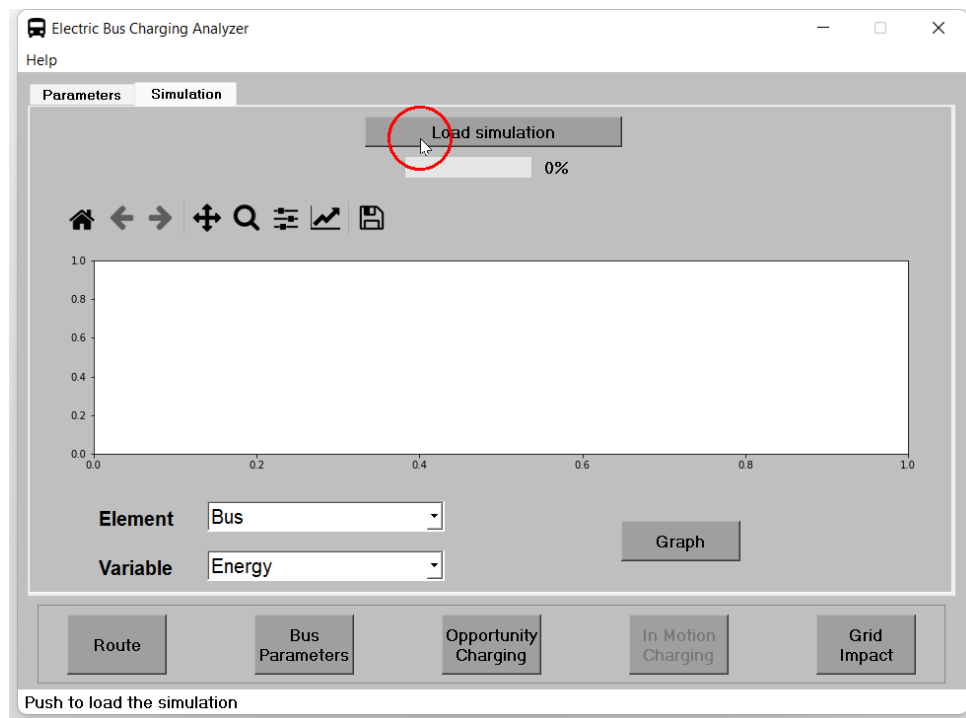 Electric Bus Charging Analyzer
Help
Parameters Simulation
Load simulation
0%
1.0
0.8
0.6
0.4
0.2
0.0
0.0 0.2 0.4 0.6 0.8 1.0
Element Bus
Graph
Variable Energy
Route
Bus
Parameters
Opportunity
Charging
In Motion
Charging
Grid
Impact
Push to load the simulation